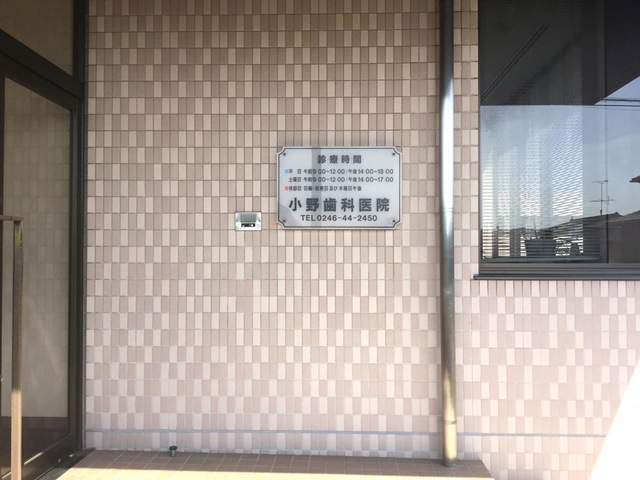 診療時間
平日 午前9:00~12:00/午後14:00~18:00
土曜日 午前9:00~12:00/午後14:00~17:00
休診日 日曜・祝祭日及び木曜日午後
小野歯科医院
TEL 0246-44-2450